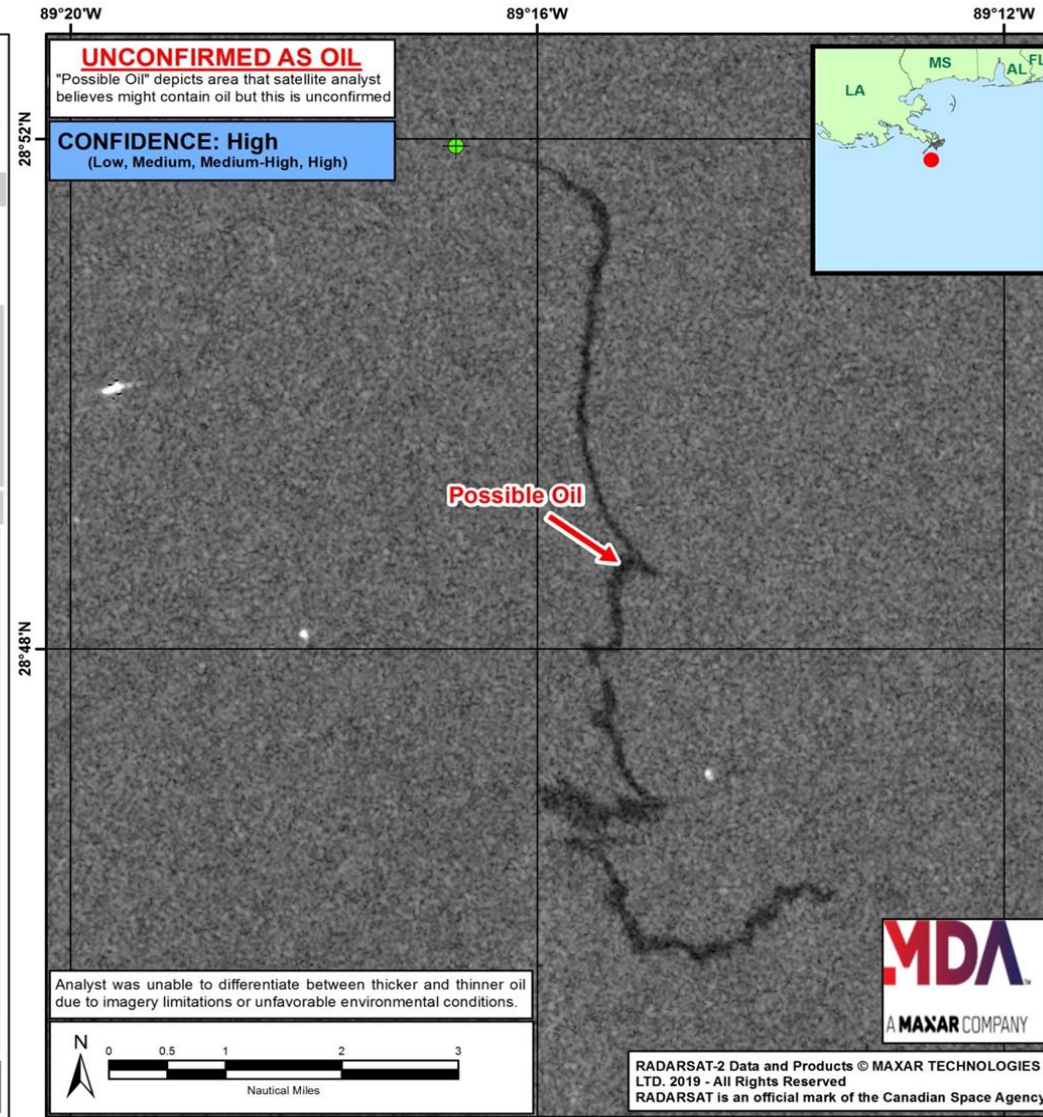 89°20'W
89°16'W
89°12'W
UNCONFIRMED AS OIL
"Possible Oil" depicts area that satellite analyst
believes might contain oil but this is unconfirmed
CONFIDENCE: High
(Low, Medium, Medium-High, High)
LA
MS
AL
FL
28°52'N
Possible Oil
28°48'N
Analyst was unable to differentiate between thicker and thinner oil
due to imagery limitations or unfavorable environmental conditions.
N
0 0.5 1 2 3
Nautical Miles
MDA
A MAXAR COMPANY
RADARSAT-2 Data and Products © MAXAR TECHNOLOGIES
LTD. 2019 - All Rights Reserved
RADARSAT is an official mark of the Canadian Space Agency